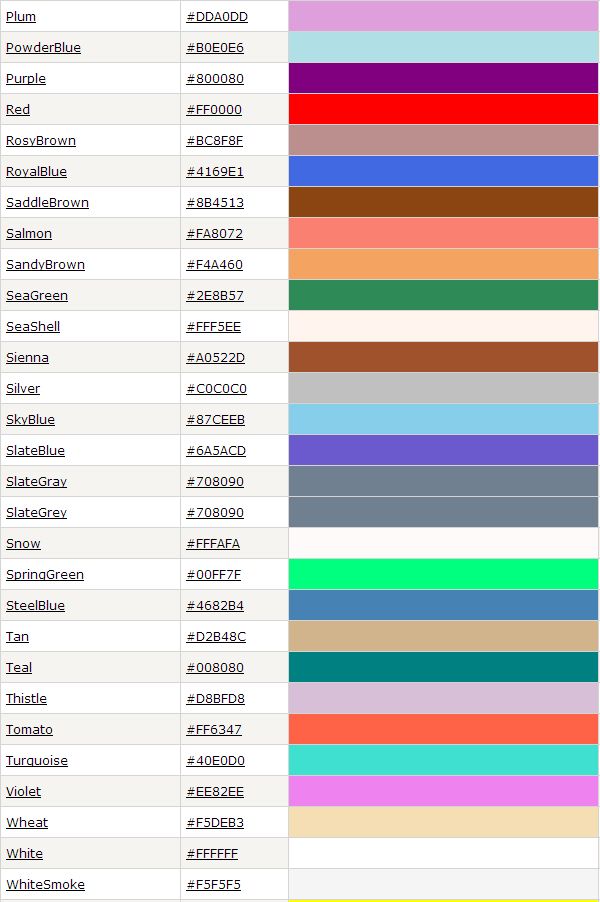 Plum #DDA0DD
PowderBlue #B0E0E6
Purple #800080
Red #FF0000
RosyBrown #BC8F8F
RoyalBlue #4169E1
SaddleBrown #8B4513
Salmon #FA8072
SandyBrown #F4A460
SeaGreen #2E8B57
SeaShell #FFF5EE
Sienna #A0522D
Silver #C0C0C0
SkyBlue #87CEEB
SlateBlue #6A5ACD
SlateGray #708090
SlateGrey #708090
Snow #FFFAFA
SpringGreen #00FF7F
SteelBlue #4682B4
Tan #D2B48C
Teal #008080
Thistle #D8BFD8
Tomato #FF6347
Turquoise #40E0D0
Violet #EE82EE
Wheat #F5DEB3
White #FFFFFF
WhiteSmoke #F5F5F5